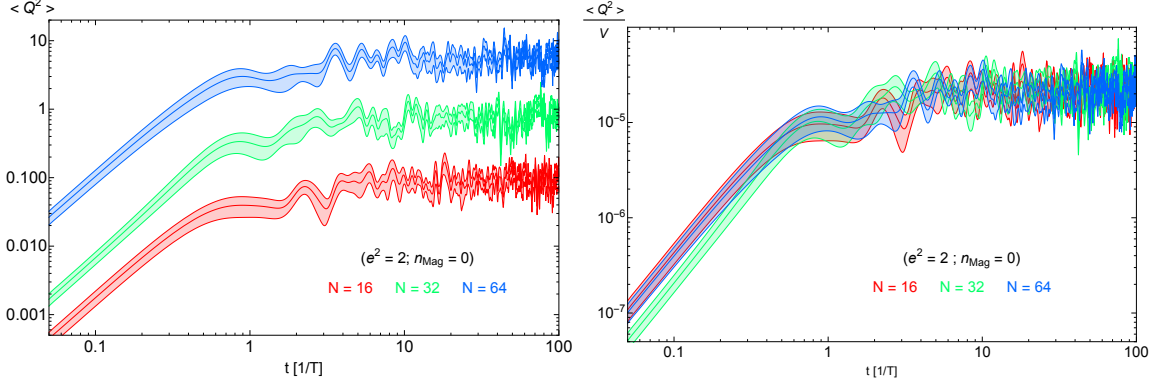 < Q² >
10
1
0.100
0.010
0.001
(e² = 2; n_Mag = 0)
N = 16 N = 32 N = 64
0.1 1 10 100
t [1/T]
< Q² >
V
10⁻⁵
10⁻⁶
10⁻⁷
(e² = 2 ; n_Mag = 0)
N = 16 N = 32 N = 64
0.1 1 10 100
t [1/T]